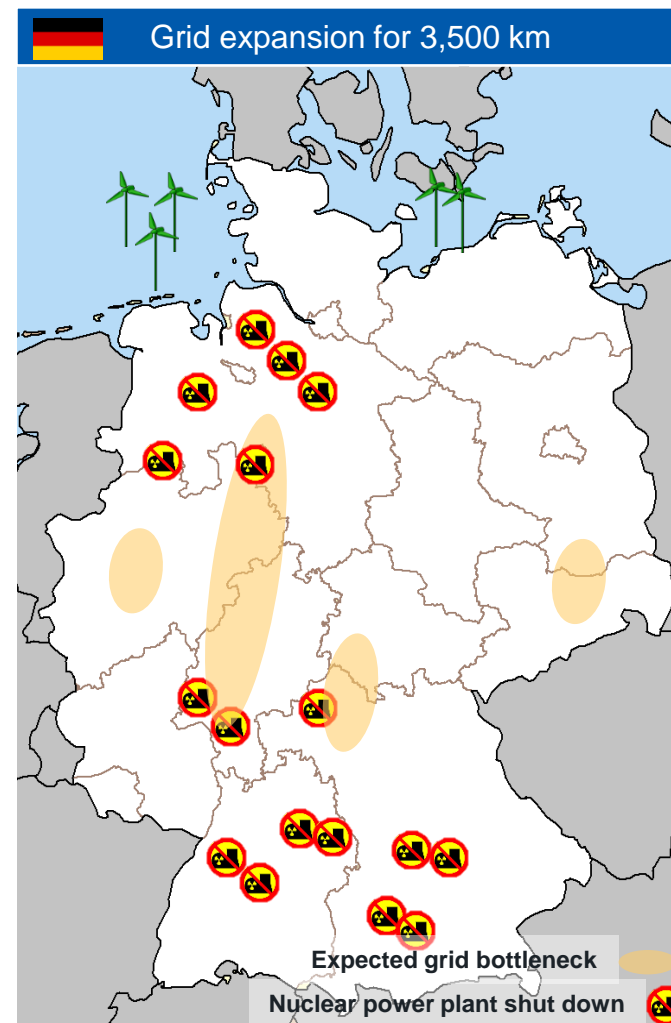 Grid expansion for 3,500 km
Expected grid bottleneck
Nuclear power plant shut down